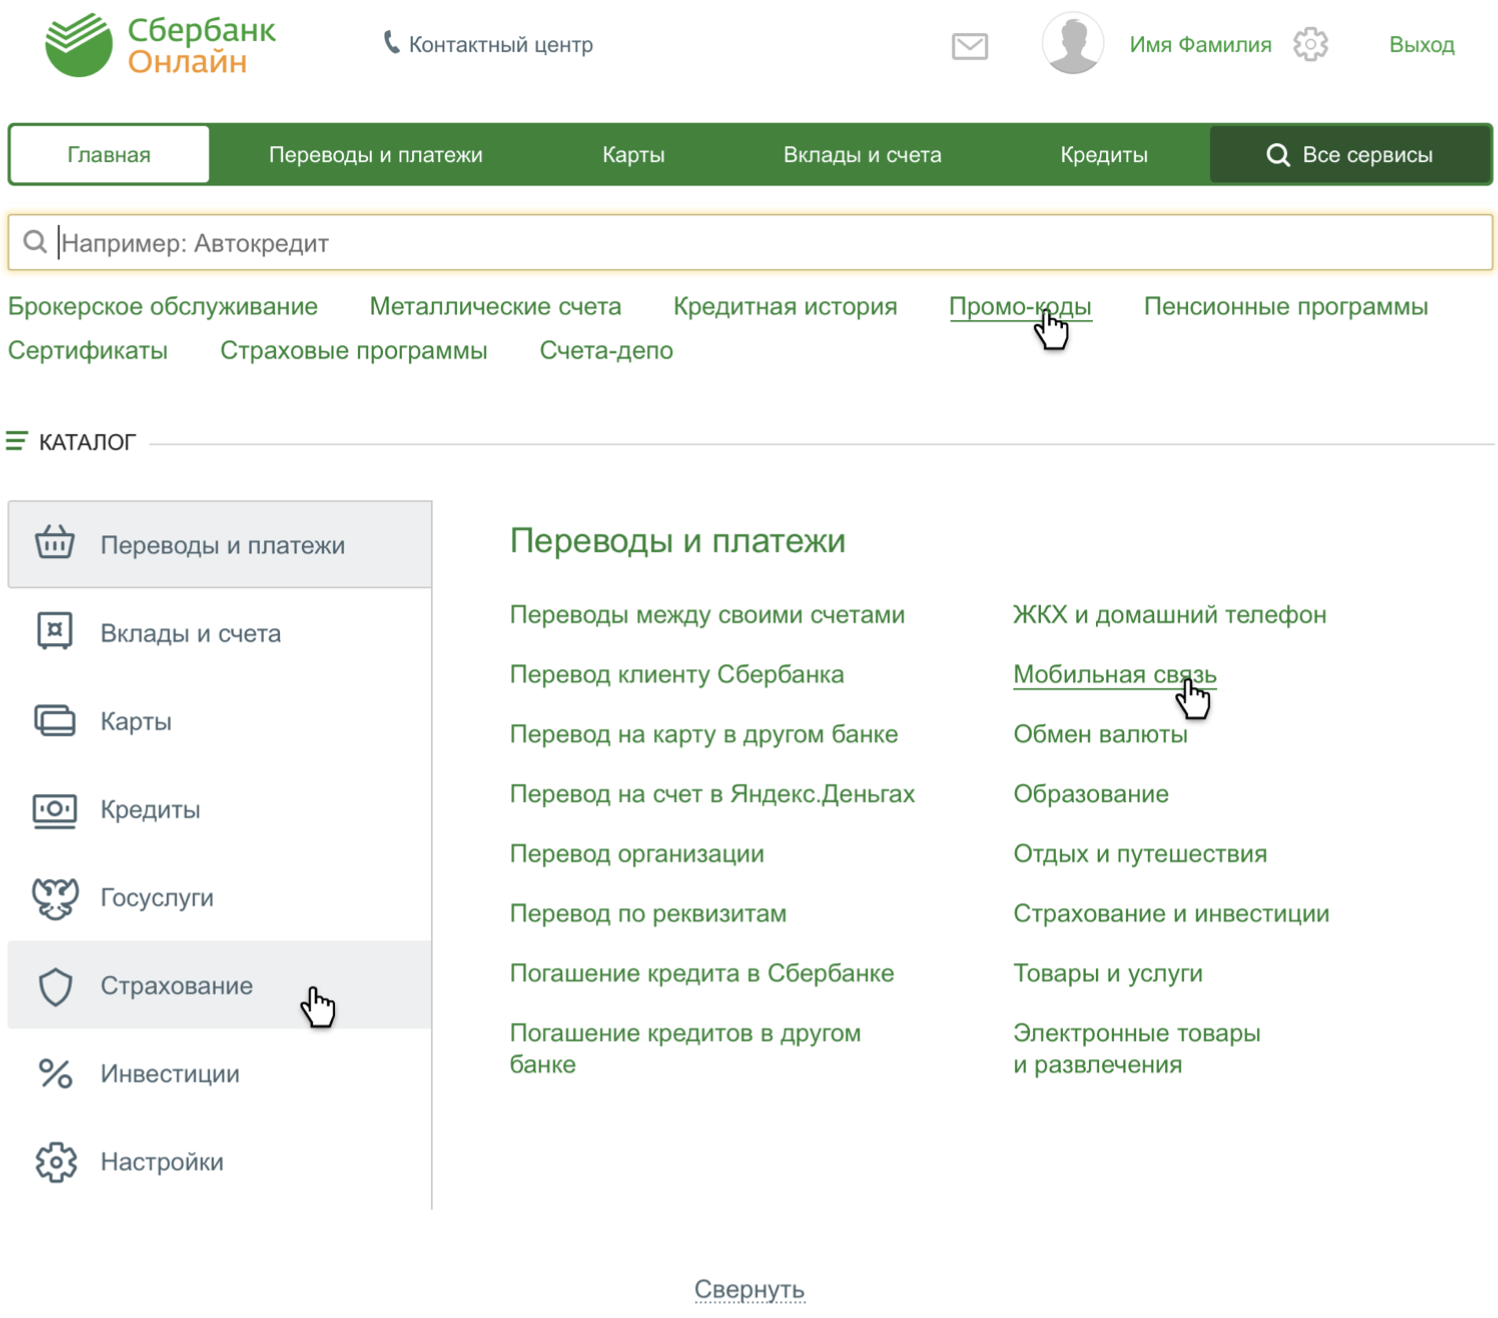 Сбербанк
Онлайн
Контактный центр
Имя Фамилия
Выход
Главная
Переводы и платежи
Карты
Вклады и счета
Кредиты
Все сервисы
Например: Автокредит
Брокерское обслуживание
Металлические счета
Кредитная история
Промо-коды
Пенсионные программы
Сертификаты
Страховые программы
Счета-депо
КАТАЛОГ
Переводы и платежи
Вклады и счета
Карты
Кредиты
Госуслуги
Страхование
Инвестиции
Настройки
Переводы и платежи
Переводы между своими счетами
Перевод клиенту Сбербанка
Перевод на карту в другом банке
Перевод на счет в Яндекс.Деньгах
Перевод организации
Перевод по реквизитам
Погашение кредита в Сбербанке
Погашение кредитов в другом
банке
ЖКХ и домашний телефон
Мобильная связь
Обмен валюты
Образование
Отдых и путешествия
Страхование и инвестиции
Товары и услуги
Электронные товары
и развлечения
Свернуть